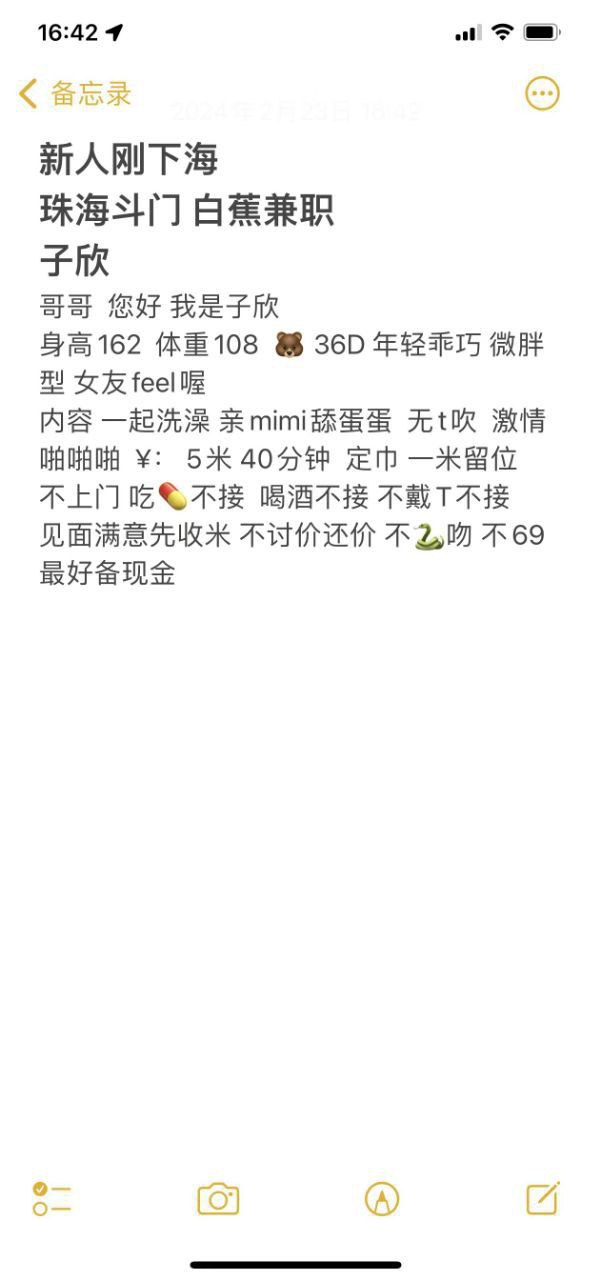 16:42
备忘录
2024年2月23日 16:42
新人刚下海
珠海斗门 白蕉兼职
子欣
哥哥 您好 我是子欣
身高162 体重108 🐻 36D 年轻乖巧 微胖
型 女友feel喔
内容 一起洗澡 亲mimi舔蛋蛋 无t吹 激情
啪啪啪 ¥： 5米 40分钟 定巾 一米留位
不上门 吃💊不接 喝酒不接 不戴T不接
见面满意先收米 不讨价还价 不🐍吻 不69
最好备现金